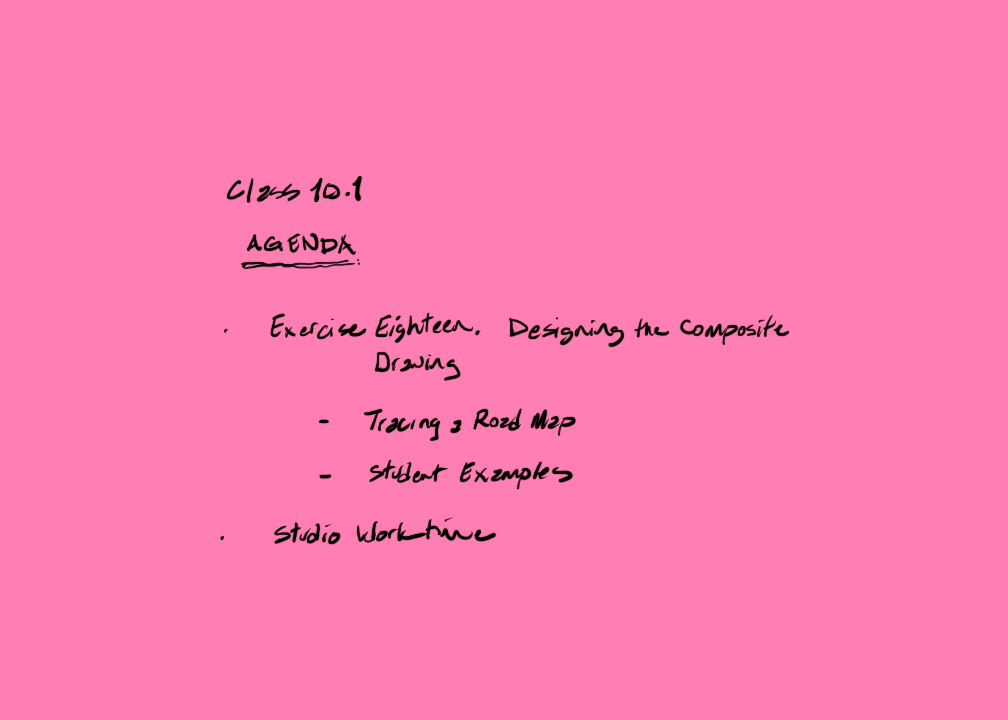 Class 10.1
AGENDA
· Exercise Eighteen. Designing the Composite
Drawing
- Tracing a Road Map
- Student Examples
· Studio Worktime